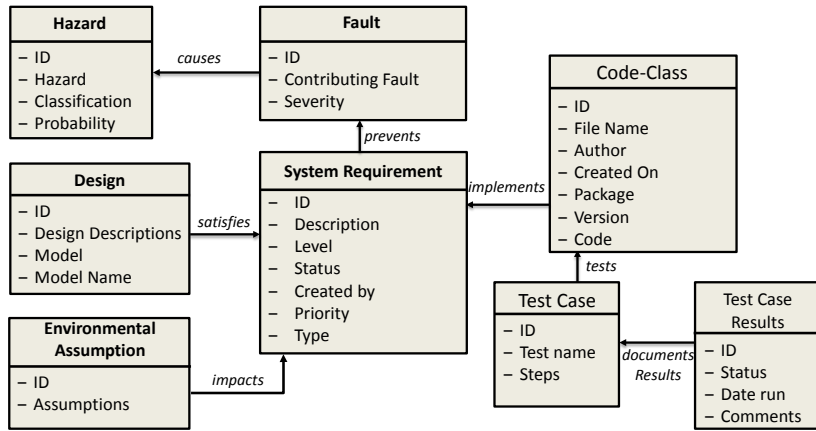 Hazard
– ID
– Hazard
– Classification
– Probability
causes
Fault
– ID
– Contributing Fault
– Severity
prevents
Code-Class
– ID
– File Name
– Author
– Created On
– Package
– Version
– Code
Design
– ID
– Design Descriptions
– Model
– Model Name
satisfies
System Requirement
– ID
– Description
– Level
– Status
– Created by
– Priority
– Type
implements
tests
Environmental
Assumption
– ID
– Assumptions
impacts
Test Case
– ID
– Test name
– Steps
documents
Results
Test Case
Results
– ID
– Status
– Date run
– Comments